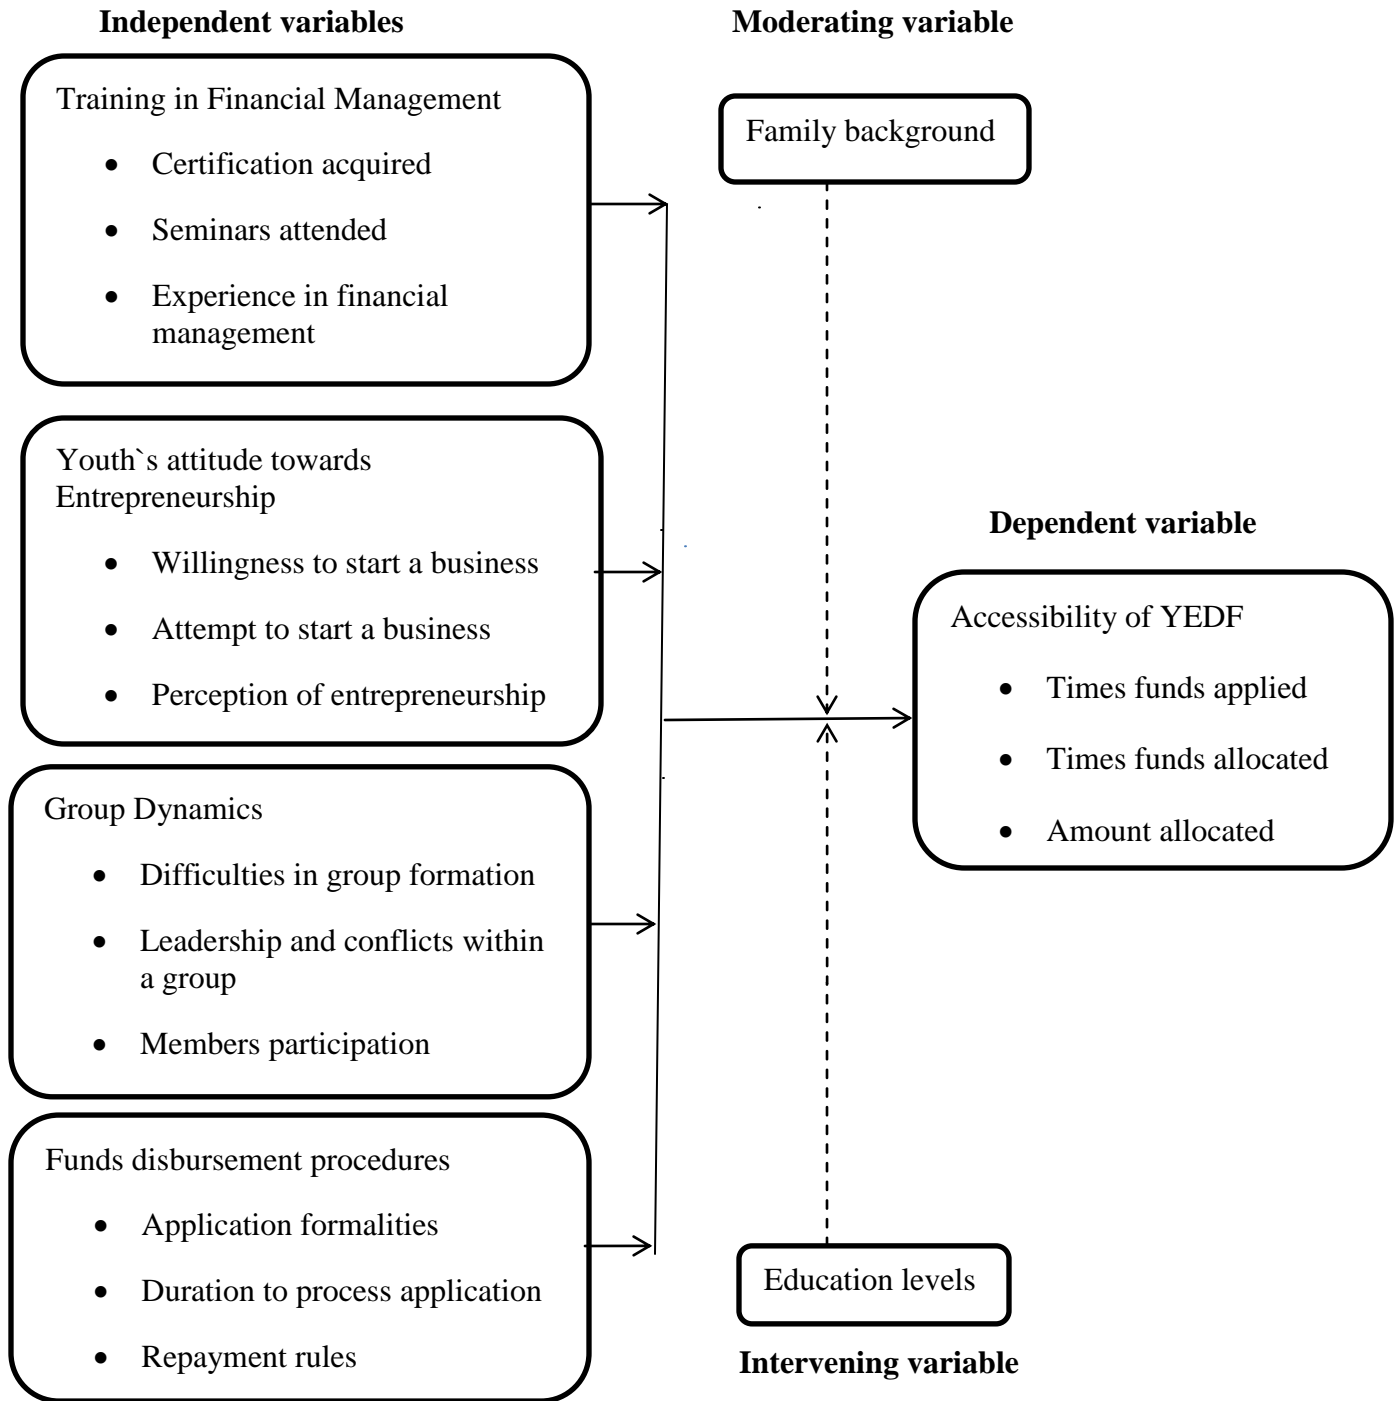 Independent variables
Moderating variable
Training in Financial Management
• Certification acquired
• Seminars attended
• Experience in financial
management
Family background
Youth`s attitude towards
Entrepreneurship
• Willingness to start a business
• Attempt to start a business
• Perception of entrepreneurship
Dependent variable
Accessibility of YEDF
• Times funds applied
• Times funds allocated
• Amount allocated
Group Dynamics
• Difficulties in group formation
• Leadership and conflicts within
a group
• Members participation
Funds disbursement procedures
• Application formalities
• Duration to process application
• Repayment rules
Education levels
Intervening variable